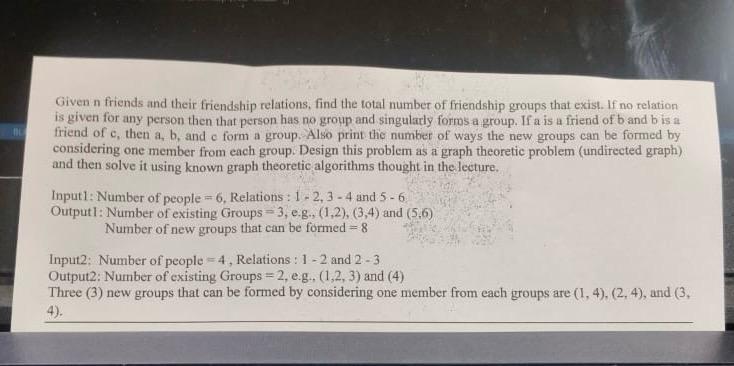 Given n friends and their friendship relations, find the total number of friendship groups that exist. If no relation
is given for any person then that person has no group and singularly forms a group. If a is a friend of b and b is a
friend of c, then a, b, and c form a group. Also print the number of ways the new groups can be formed by
considering one member from each group. Design this problem as a graph theoretic problem (undirected graph)
and then solve it using known graph theoretic algorithms thought in the lecture.
Input1: Number of people = 6, Relations : 1 - 2, 3 - 4 and 5 - 6
Output1: Number of existing Groups = 3, e.g., (1,2), (3,4) and (5,6)
Number of new groups that can be formed = 8
Input2: Number of people = 4 , Relations : 1 - 2 and 2 - 3
Output2: Number of existing Groups = 2, e.g., (1,2, 3) and (4)
Three (3) new groups that can be formed by considering one member from each groups are (1, 4), (2, 4), and (3,
4).